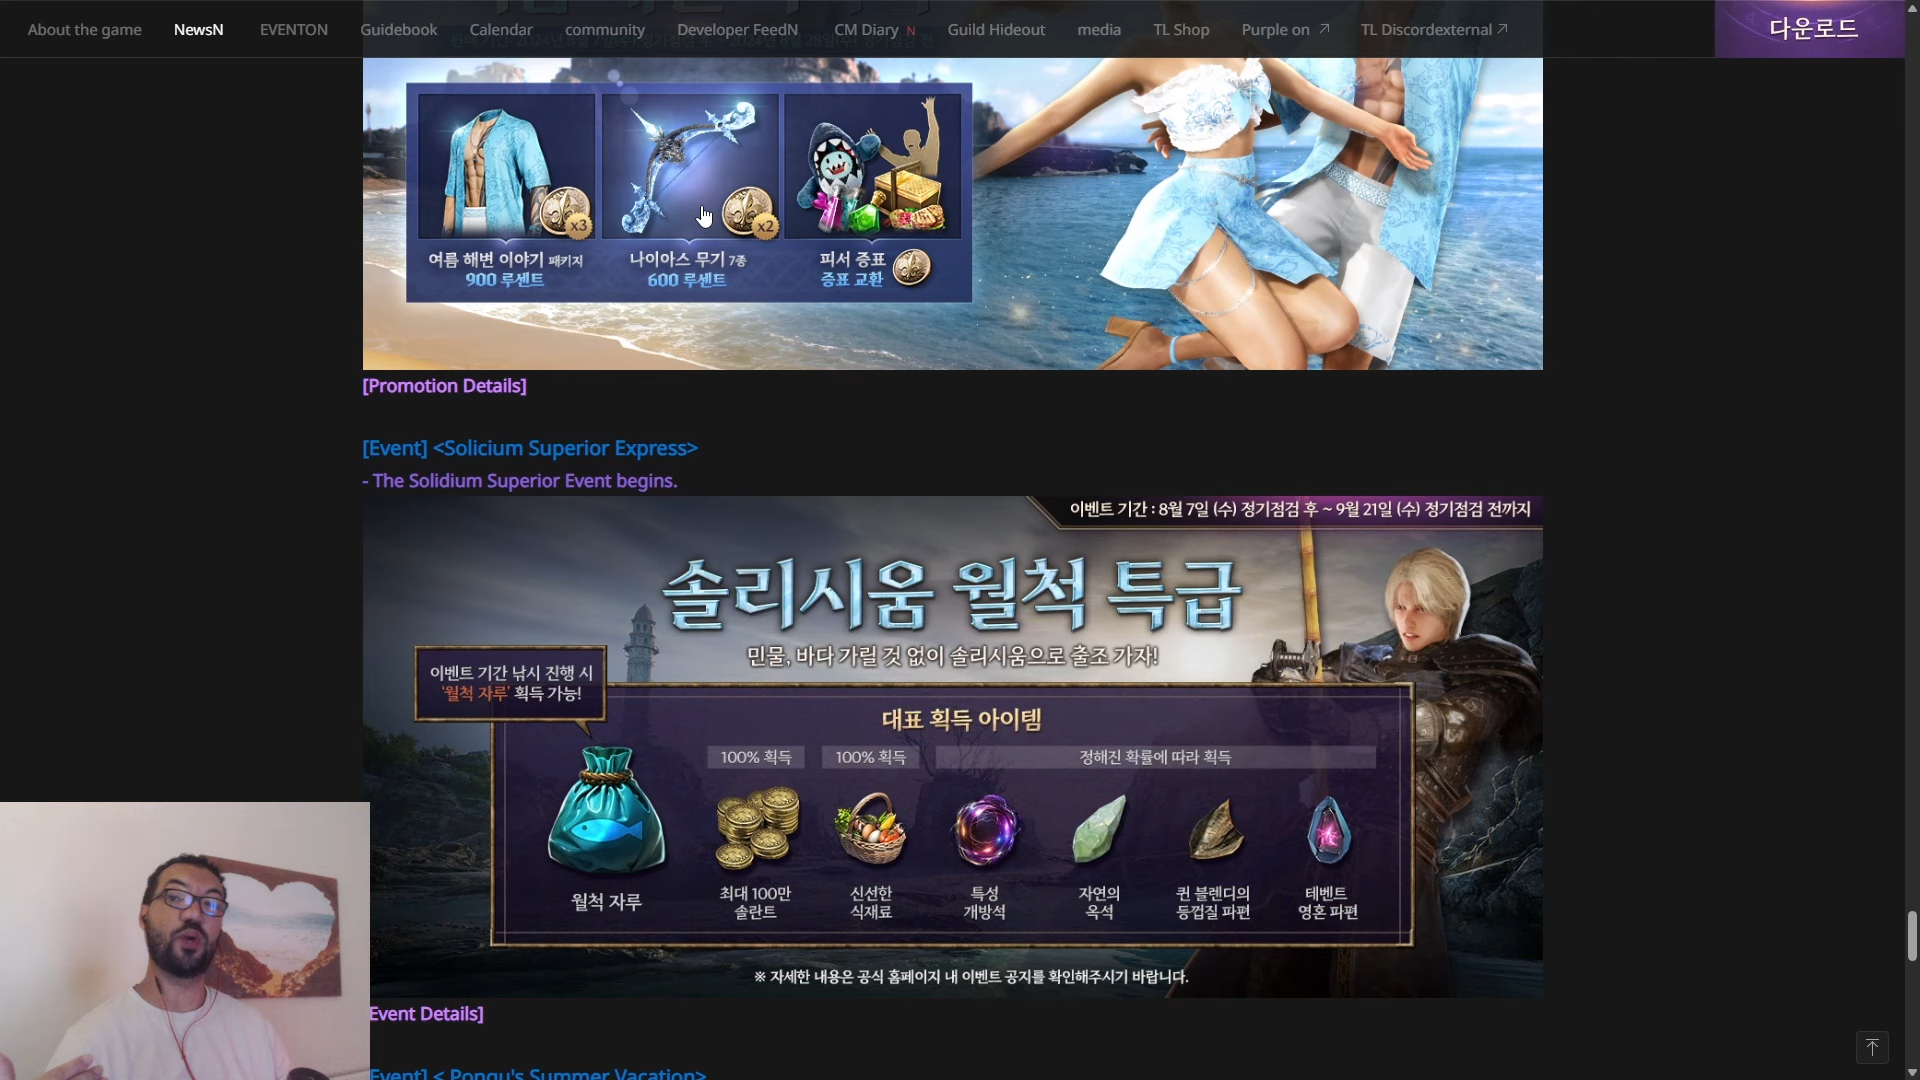 About the game
NewsN
EVENTON
Guidebook
Calendar
community
Developer FeedN
CM Diary N
Guild Hideout
media
TL Shop
Purple on
TL Discordexternal
다운로드
x3
x2
여름 해변 이야기 패키지
900 루센트
나이아스 무기 7종
600 루센트
피서 증표
증표 교환
[Promotion Details]
[Event] <Solicium Superior Express>
- The Solidium Superior Event begins.
이벤트 기간 : 8월 7일 (수) 정기점검 후 ~ 9월 21일 (수) 정기점검 전까지
솔리시움 월척 특급
민물, 바다 가릴 것 없이 솔리시움으로 출조 가자!
이벤트 기간 낚시 진행 시
'월척 자루' 획득 가능!
대표 획득 아이템
100% 획득
100% 획득
정해진 확률에 따라 획득
월척 자루
최대 100만
솔란트
신선한
식재료
특성
개방석
자연의
옥석
퀸 블렌디의
등껍질 파편
테벤트
영혼 파편
※ 자세한 내용은 공식 홈페이지 내 이벤트 공지를 확인해주시기 바랍니다.
Event Details]
Event] < Pongu's Summer Vacation>